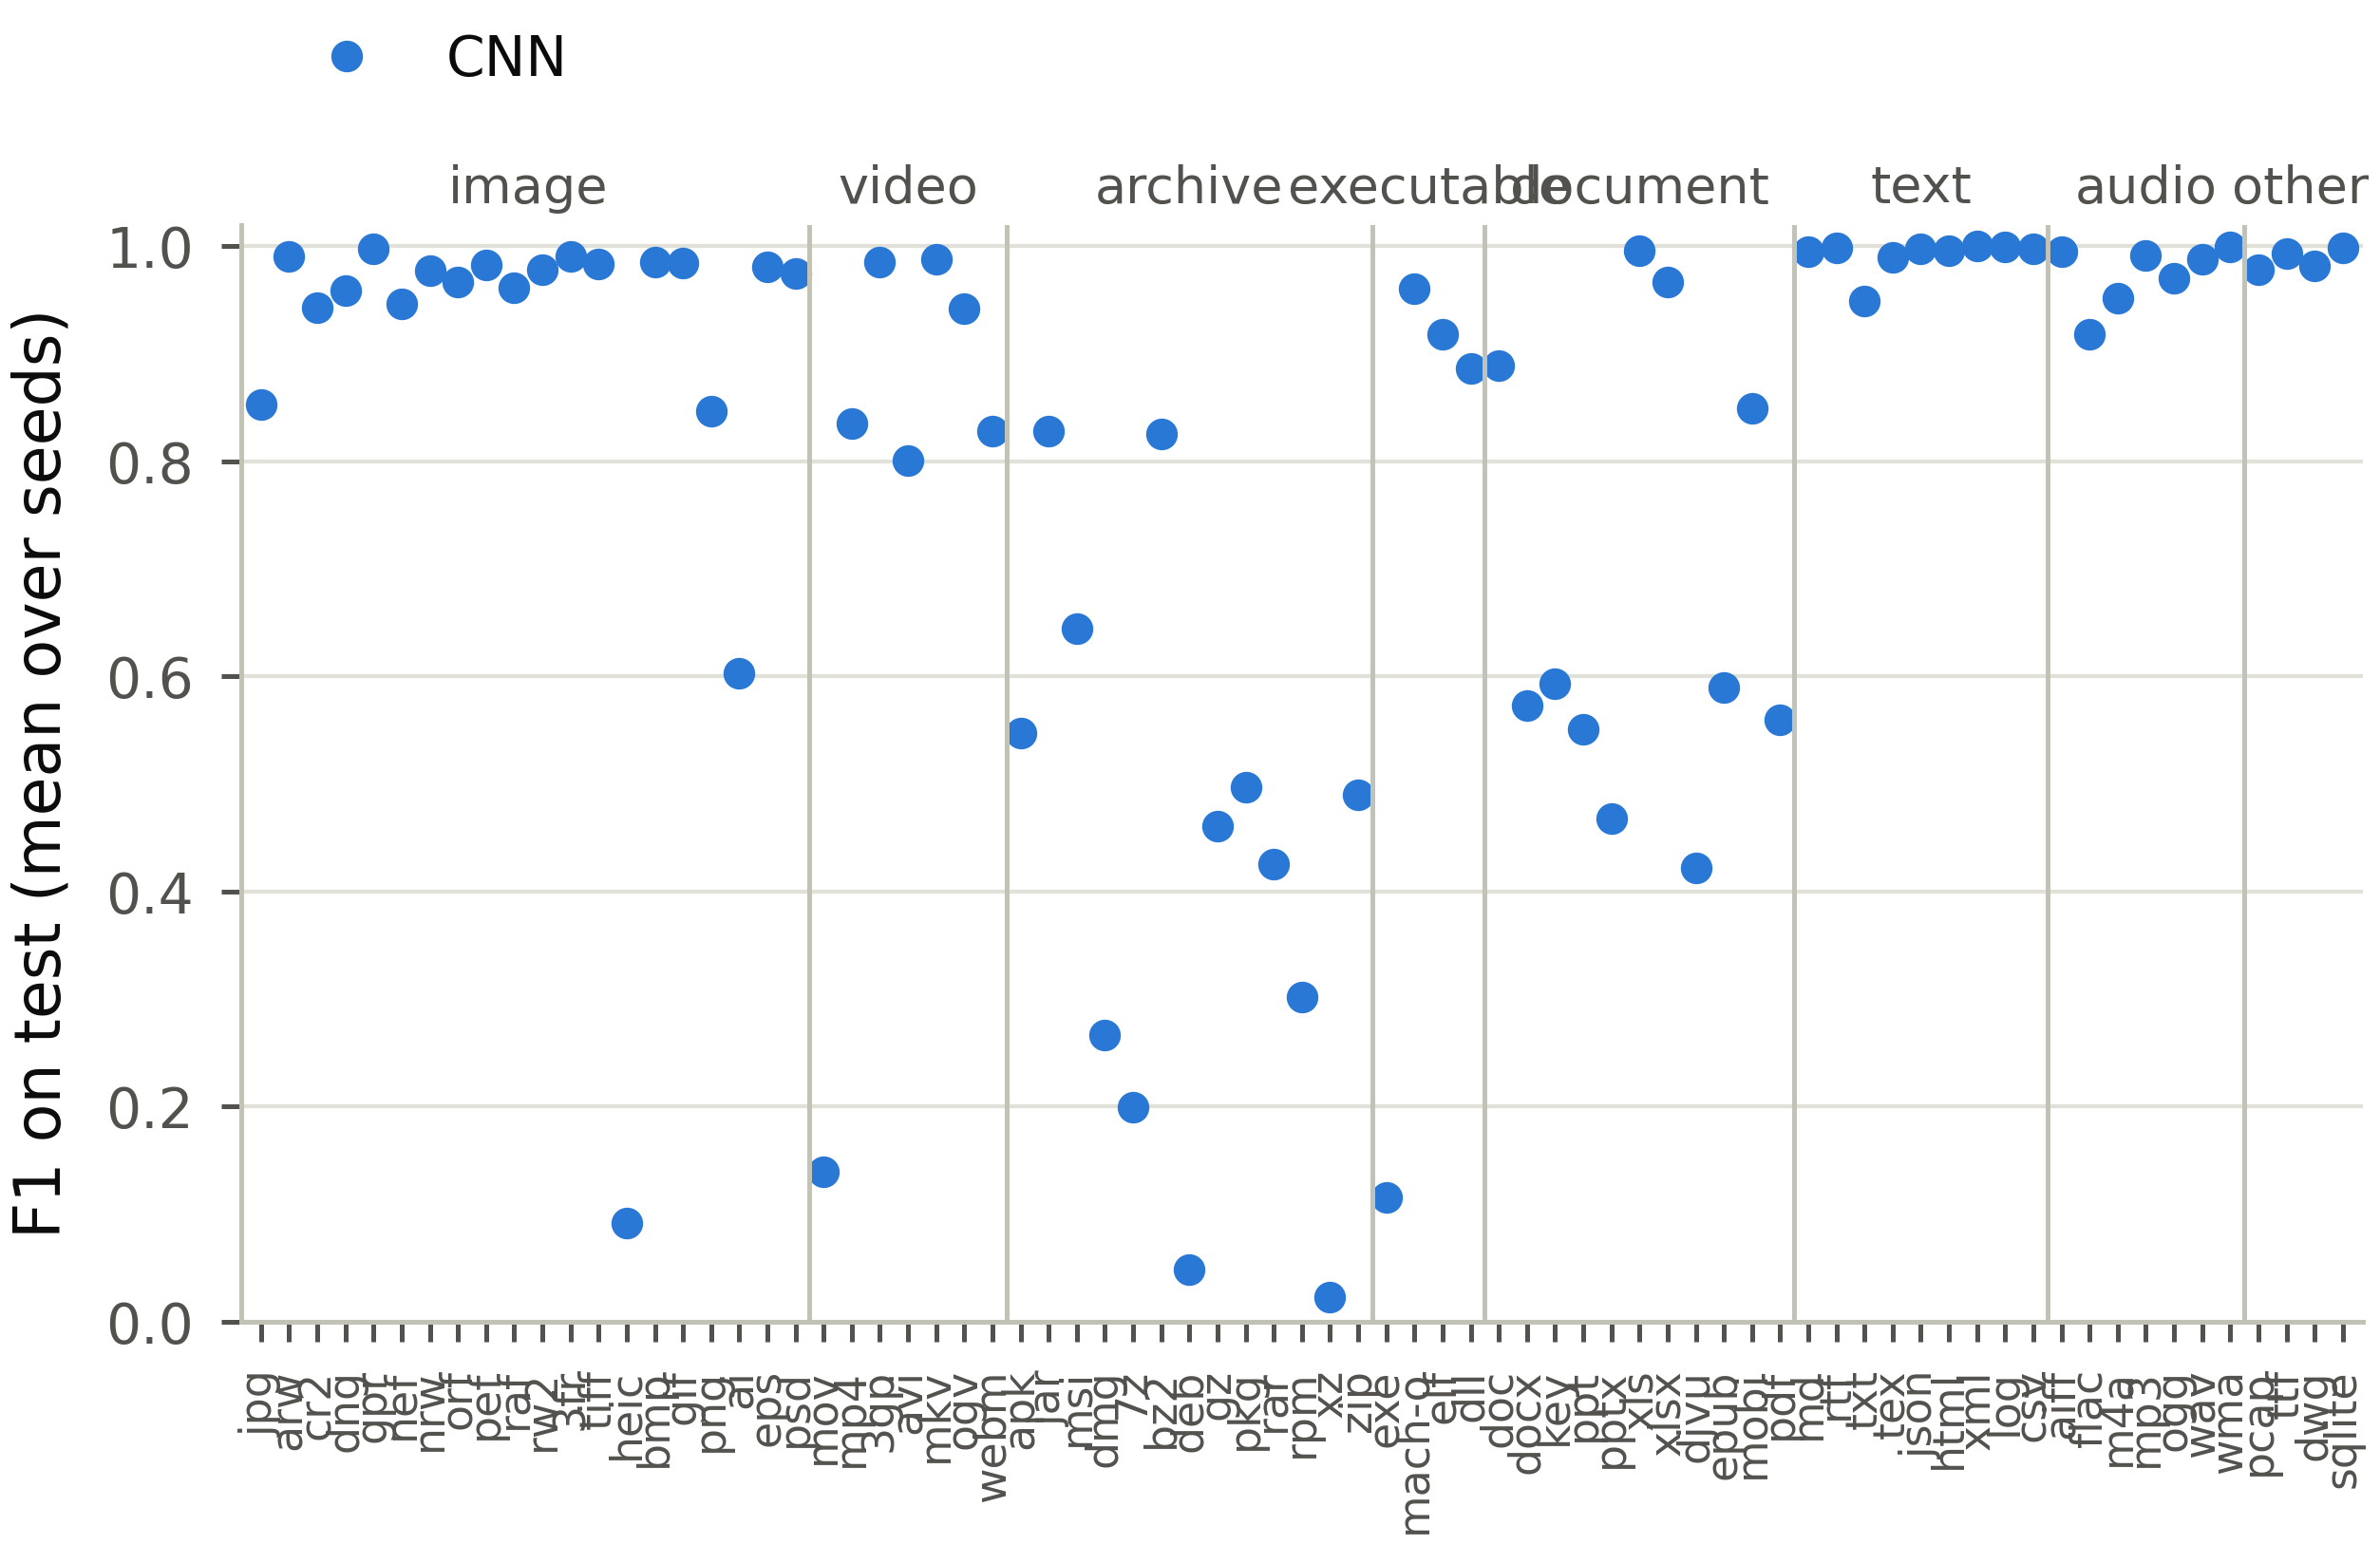 CNN
image video archive executable document text audio other
F1 on test (mean over seeds)
1.0
0.8
0.6
0.4
0.2
0.0
jpg arw cr2 dng gpr nef nrw orf pef raf rw2 3fr tiff heic bmp gif png ai eps psd mov mp4 3gp avi mkv ogv webm apk jar msi dmg 7z bz2 deb gz pkg rar rpm xz zip exe mach-o elf dll doc docx key ppt pptx xls xlsx djvu epub mobi pdf md rtf txt tex json html xml log csv aiff flac m4a mp3 ogg wav wma pcap ttf dwg sqlite